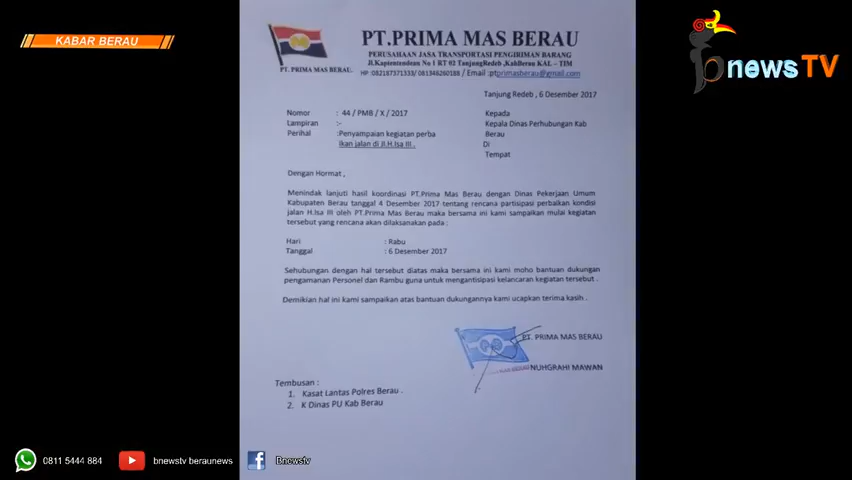 KABAR BERAU
bnewsTV
PT.PRIMA MAS BERAU
PERUSAHAAN JASA TRANSPORTASI PENGIRIMAN BARANG
Jl.Kaptentandean No 1 RT 02 TanjungRedeb ,KabBerau KAL – TIM
HP :082187371333/ 081346260188 / Email :ptprimasberau@gmail.com
PT. PRIMA MAS BERAU
Tanjung Redeb , 6 Desember 2017
Nomor : 44 / PMB / X / 2017
Lampiran :-
Perihal :Penyampaian kegiatan perba
ikan jalan di Jl.H.Isa III .
Kepada
Kepala Dinas Perhubungan Kab
Berau
Di
Tempat
Dengan Hormat ,
Menindak lanjuti hasil koordinasi PT.Prima Mas Berau dengan Dinas Pekerjaan Umum
Kabupaten Berau tanggal 4 Desember 2017 tentang rencana partisipasi perbaikan kondisi
jalan H.Isa III oleh PT.Prima Mas Berau maka bersama ini kami sampaikan mulai kegiatan
tersebut yang rencana akan dilaksanakan pada :
Hari : Rabu
Tanggal : 6 Desember 2017
Sehubungan dengan hal tersebut diatas maka bersama ini kami moho bantuan dukungan
pengamanan Personel dan Rambu guna untuk mengantisipasi kelancaran kegiatan tersebut .
Demikian hal ini kami sampaikan atas bantuan dukungannya kami ucapkan terima kasih .
PT. PRIMA MAS BERAU
NUHGRAHI MAWAN
Tembusan :
1. Kasat Lantas Polres Berau .
2. K Dinas PU Kab Berau
0811 5444 884
bnewstv beraunews
Bnewstv